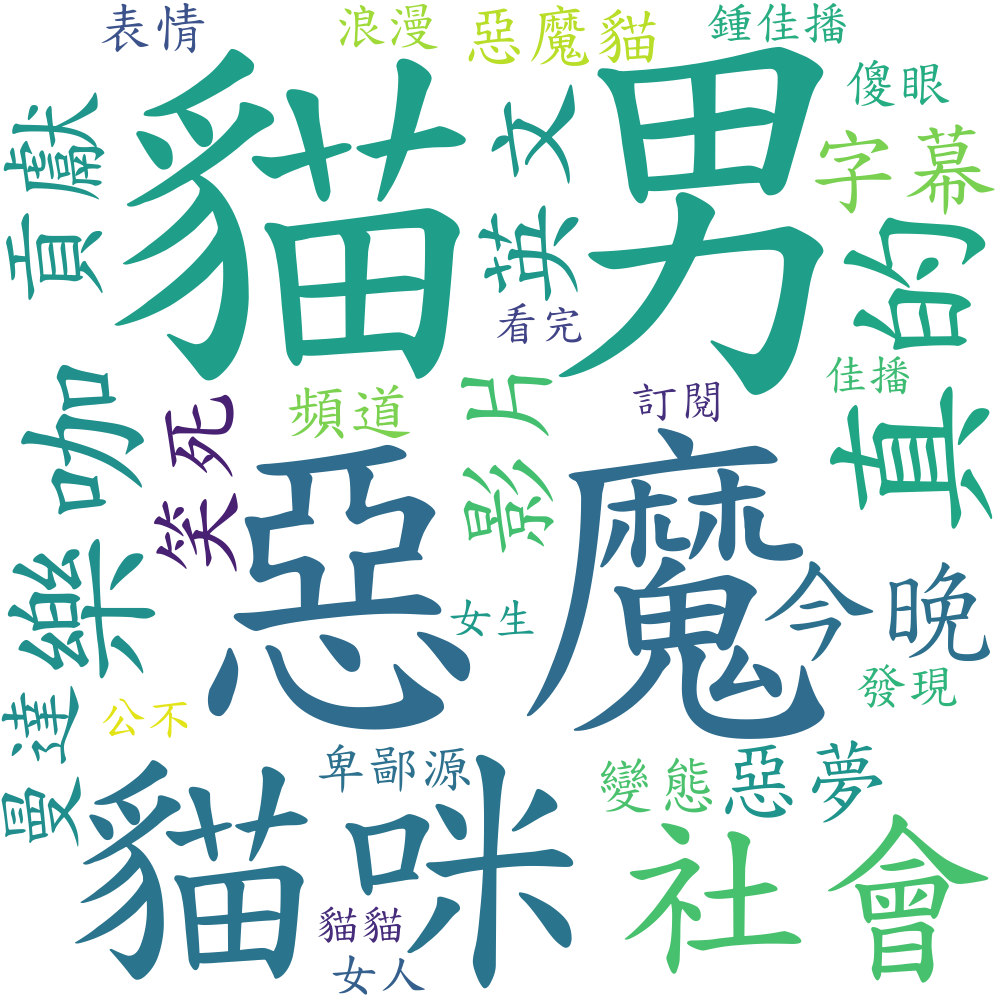 表情
浪漫
惡魔貓
鍾佳播
貓男
傻眼
貢獻
英文
字幕
真的
看完
佳播
樂咖
笑死
頻道
影片
訂閱
惡魔
今晚
女生
發現
曼達
公不
卑鄙源
變態
惡夢
貓咪
社會
貓貓
女人